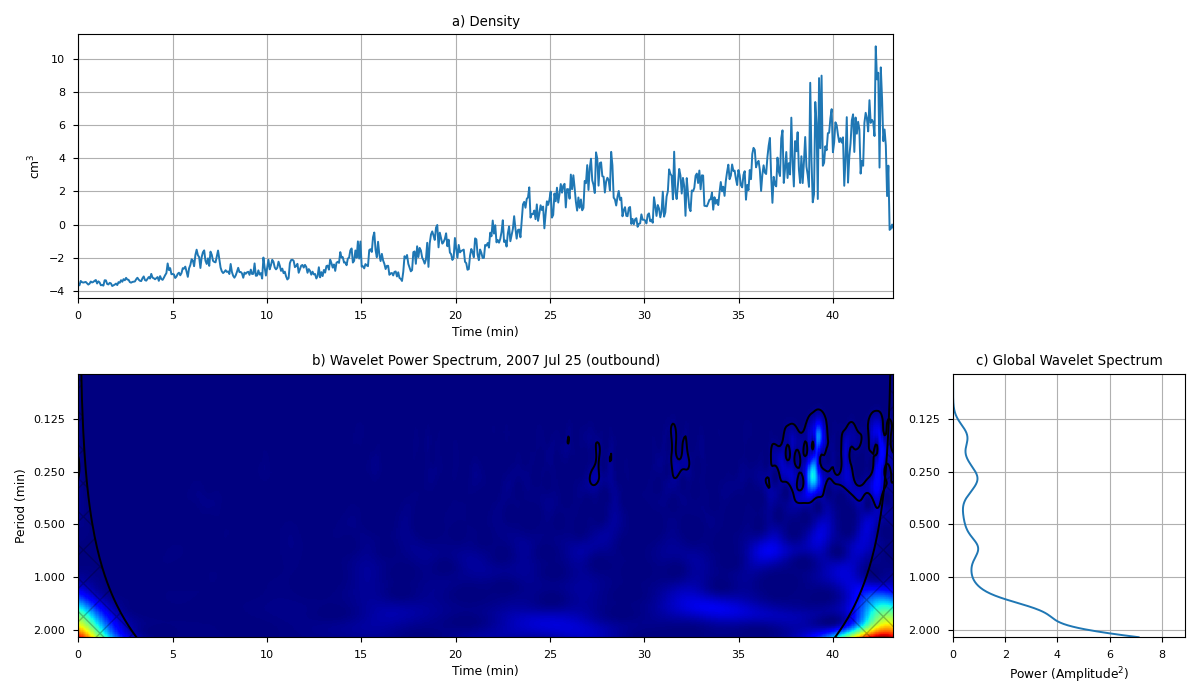 a) Density
cm³
10
8
6
4
2
0
−2
−4
0 5 10 15 20 25 30 35 40
Time (min)
b) Wavelet Power Spectrum, 2007 Jul 25 (outbound)
Period (min)
0.125
0.250
0.500
1.000
2.000
0 5 10 15 20 25 30 35 40
Time (min)
c) Global Wavelet Spectrum
0.125
0.250
0.500
1.000
2.000
0 2 4 6 8
Power (Amplitude²)